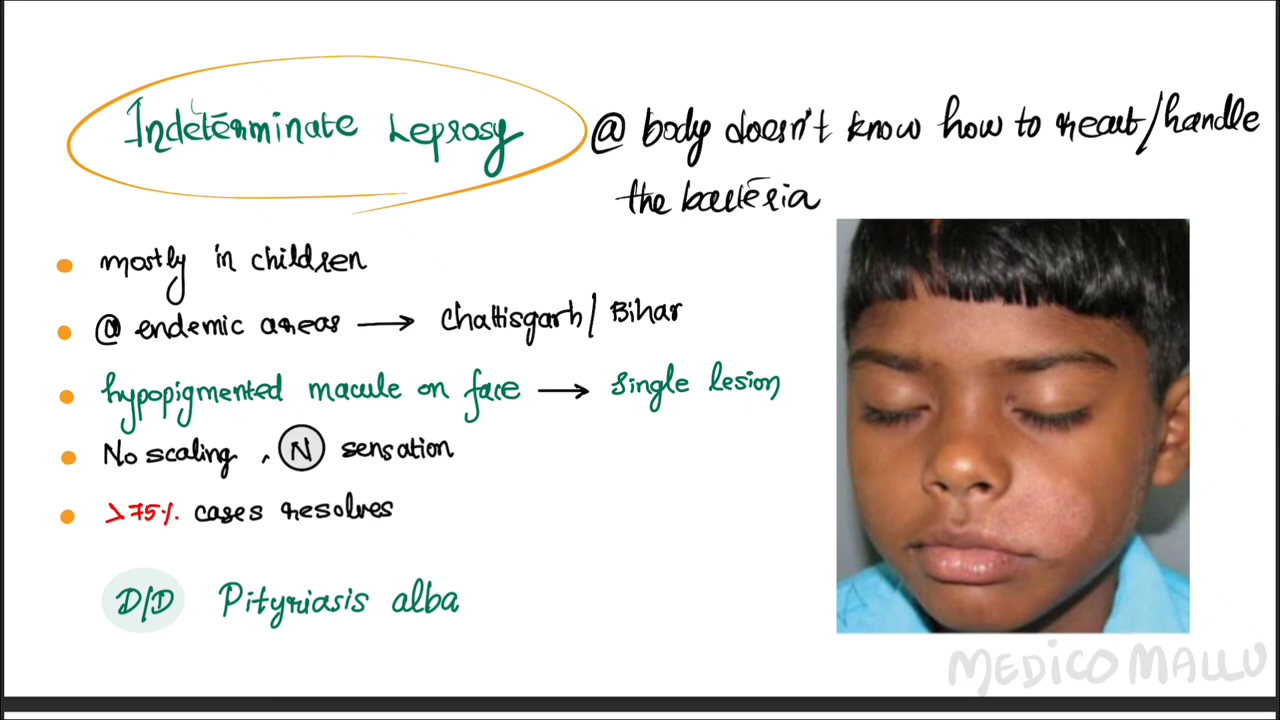 Indeterminate Leprosy @ body doesn't know how to react/handle
the bacteria
mostly in children
@ endemic areas → Chattisgarh/ Bihar
hypopigmented macule on face → single lesion
No scaling, N sensation
>75% cases resolves
D/D Pityriasis alba
MEDICO MALLU